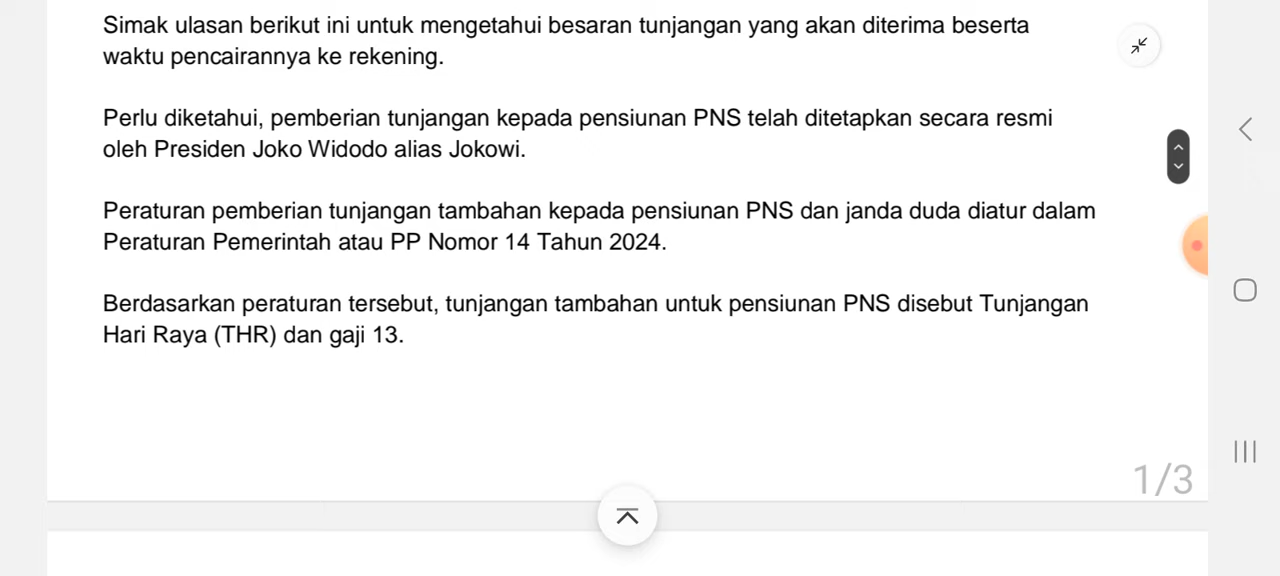 Simak ulasan berikut ini untuk mengetahui besaran tunjangan yang akan diterima beserta
waktu pencairannya ke rekening.
Perlu diketahui, pemberian tunjangan kepada pensiunan PNS telah ditetapkan secara resmi
oleh Presiden Joko Widodo alias Jokowi.
Peraturan pemberian tunjangan tambahan kepada pensiunan PNS dan janda duda diatur dalam
Peraturan Pemerintah atau PP Nomor 14 Tahun 2024.
Berdasarkan peraturan tersebut, tunjangan tambahan untuk pensiunan PNS disebut Tunjangan
Hari Raya (THR) dan gaji 13.
1/3